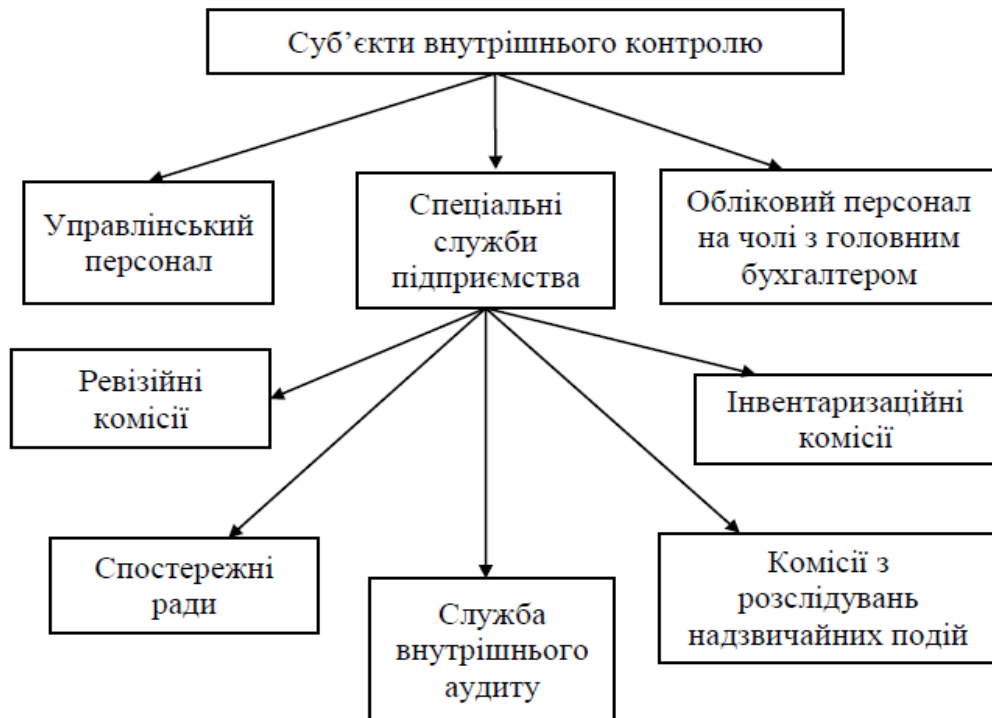 Суб’єкти внутрішнього контролю
Управлінський
персонал
Спеціальні
служби
підприємства
Обліковий персонал
на чолі з головним
бухгалтером
Ревізійні
комісії
Інвентаризаційні
комісії
Спостережні
ради
Служба
внутрішнього
аудиту
Комісії з
розслідувань
надзвичайних подій